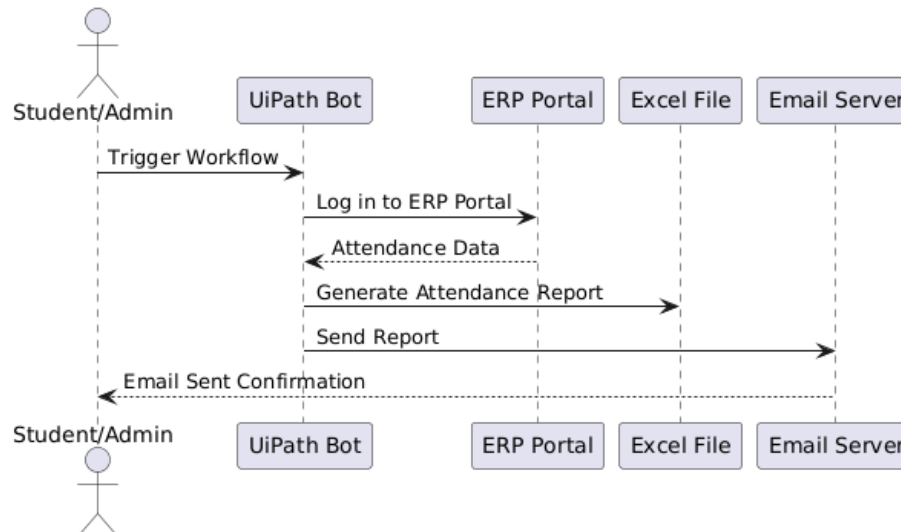 Student/Admin
UiPath Bot
ERP Portal
Excel File
Email Server
Trigger Workflow
Log in to ERP Portal
Attendance Data
Generate Attendance Report
Send Report
Email Sent Confirmation
Student/Admin
UiPath Bot
ERP Portal
Excel File
Email Server